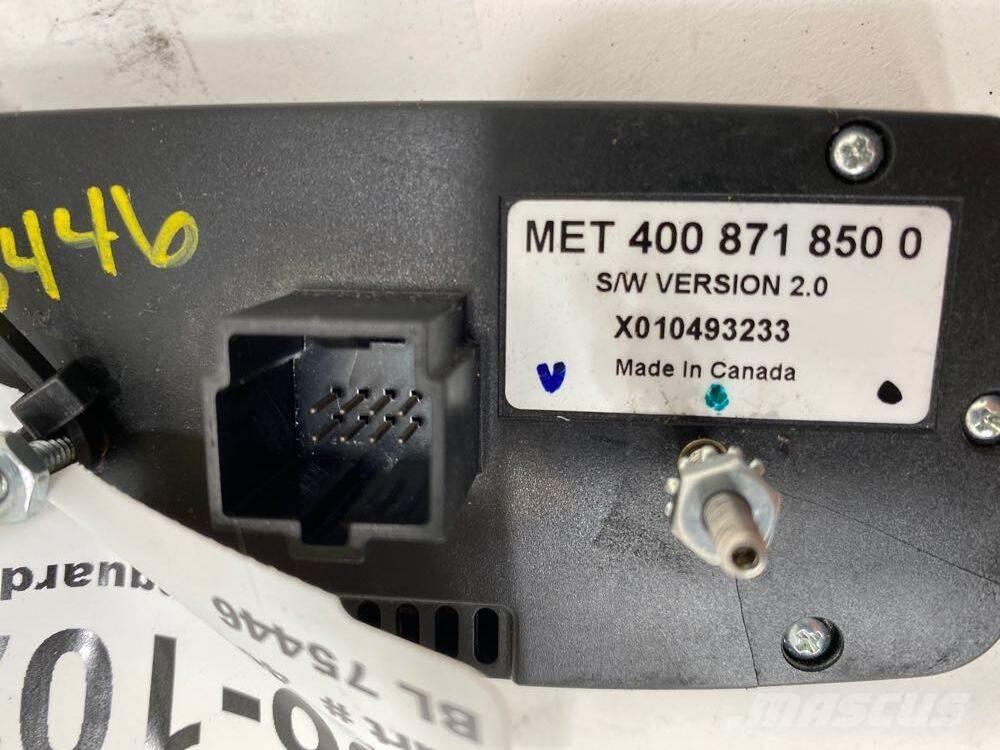 446
MET 400 871 850 0
S/W VERSION 2.0
X010493233
Made In Canada
BL 75446
MASCUS